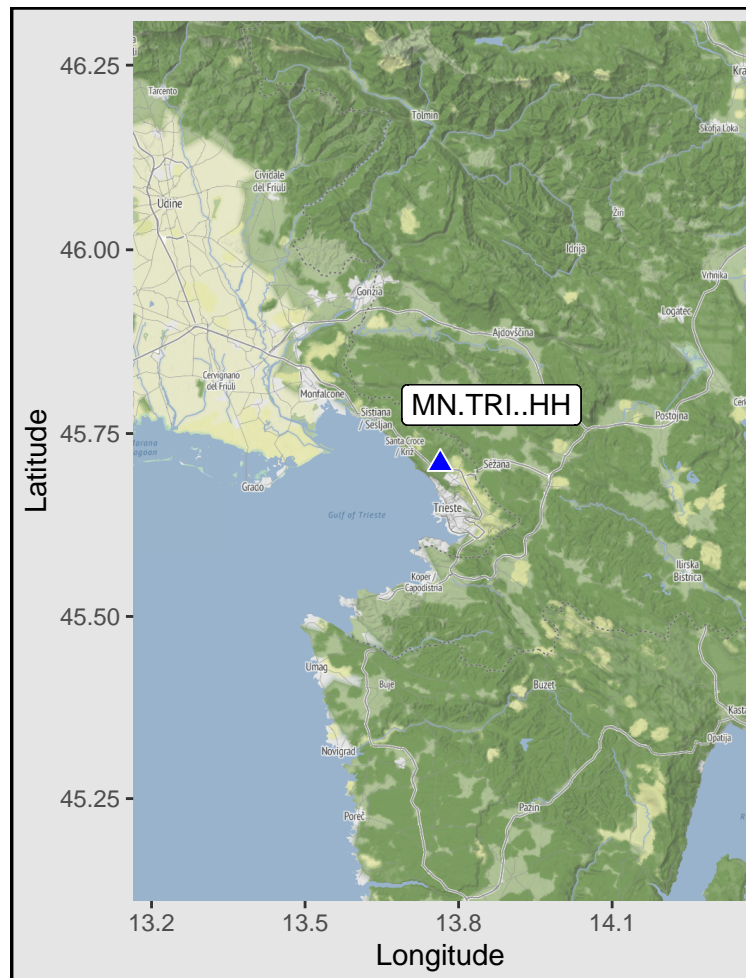 46.25
46.00
45.75
45.50
45.25
Latitude
13.2
13.5
13.8
14.1
Longitude
MN.TRI..HH
Tarcento
Tolmin
Škofja Loka
Cividale
del Friuli
Udine
Žiri
Idrija
Vrhnika
Gorizia
Logatec
Ajdovščina
Cervignano
del Friuli
Monfalcone
Sistiana
/ Sesljan
Postojna
Santa Croce
/ Križ
Sežana
Grado
Trieste
Gulf of Trieste
Koper /
Capodistria
Ilirska
Bistrica
Umag
Buje
Buzet
Opatija
Novigrad
Pazin
Poreč